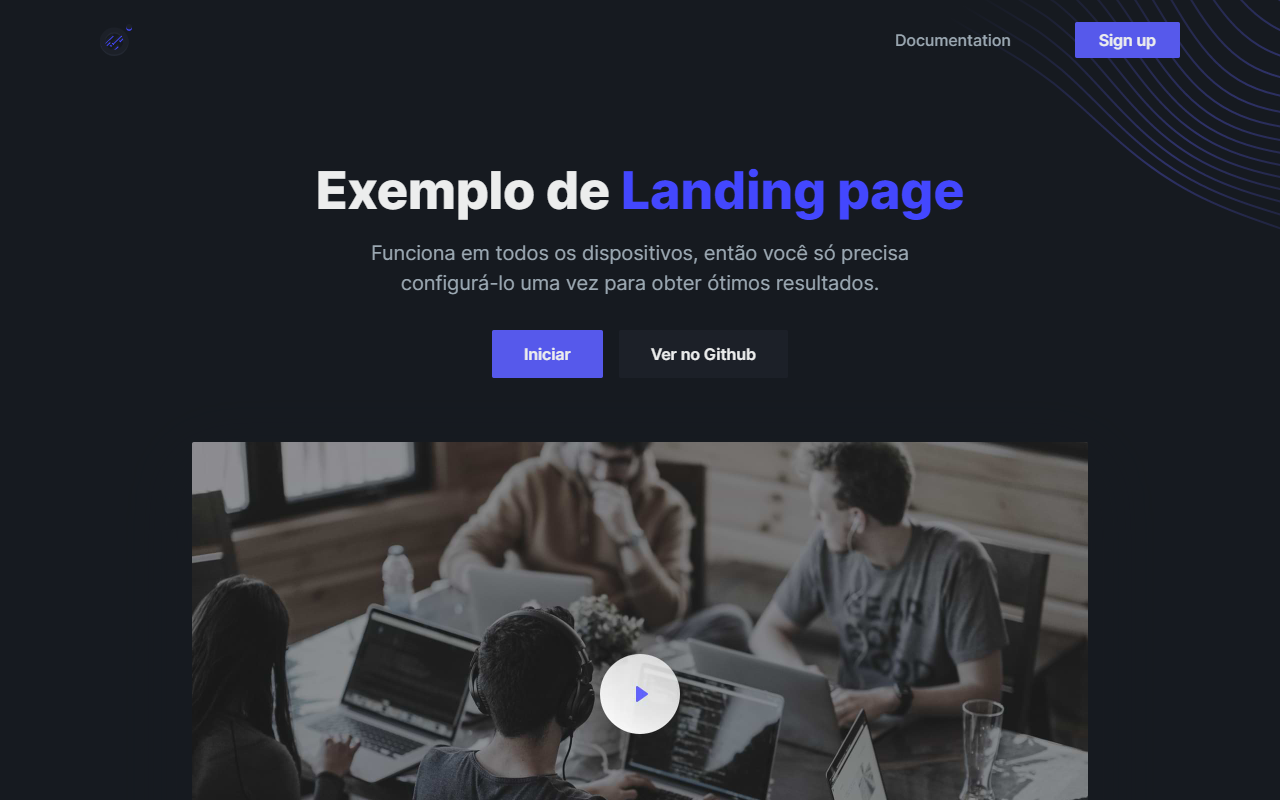 Documentation
Sign up
Exemplo de Landing page
Funciona em todos os dispositivos, então você só precisa
configurá-lo uma vez para obter ótimos resultados.
Iniciar
Ver no Github